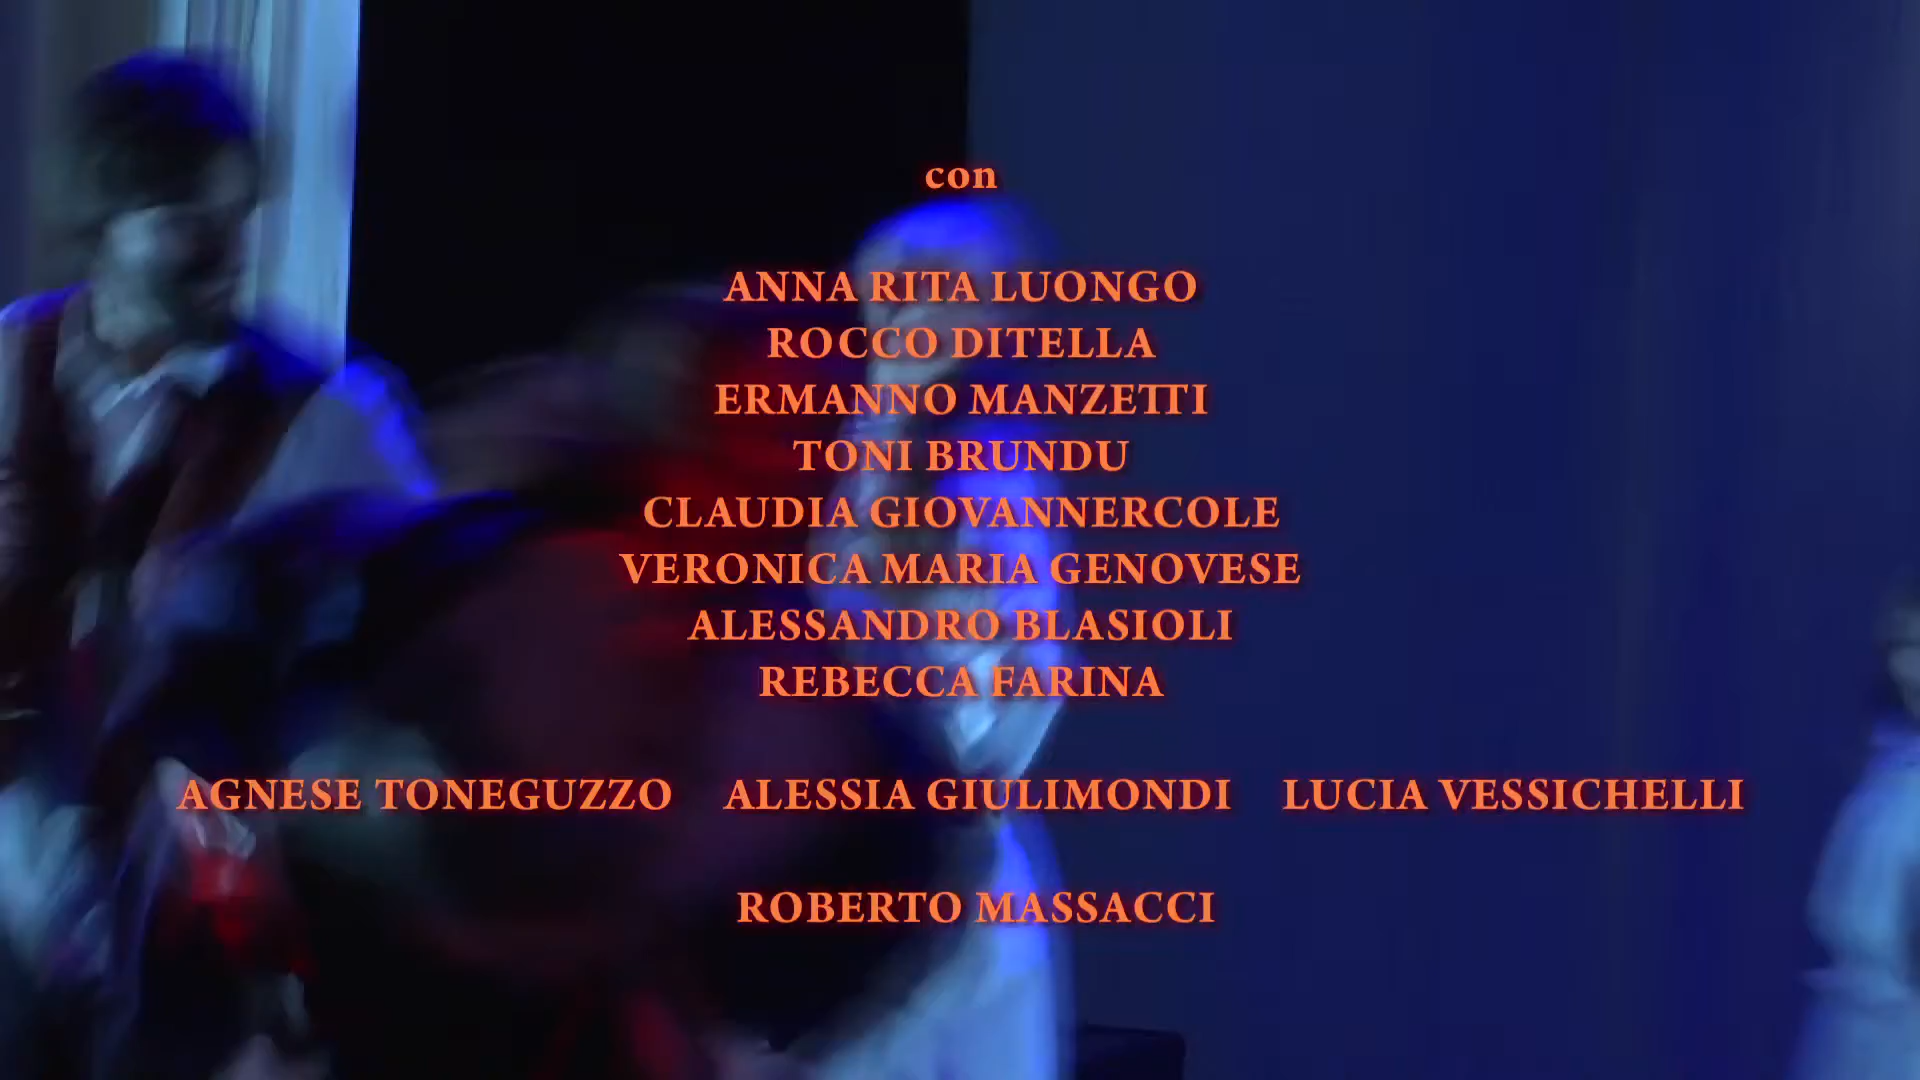 con
ANNA RITA LUONGO
ROCCO DITELLA
ERMANNO MANZETTI
TONI BRUNDU
CLAUDIA GIOVANNERCOLE
VERONICA MARIA GENOVESE
ALESSANDRO BLASIOLI
REBECCA FARINA
AGNESE TONEGUZZO ALESSIA GIULIMONDI LUCIA VESSICHELLI
ROBERTO MASSACCI